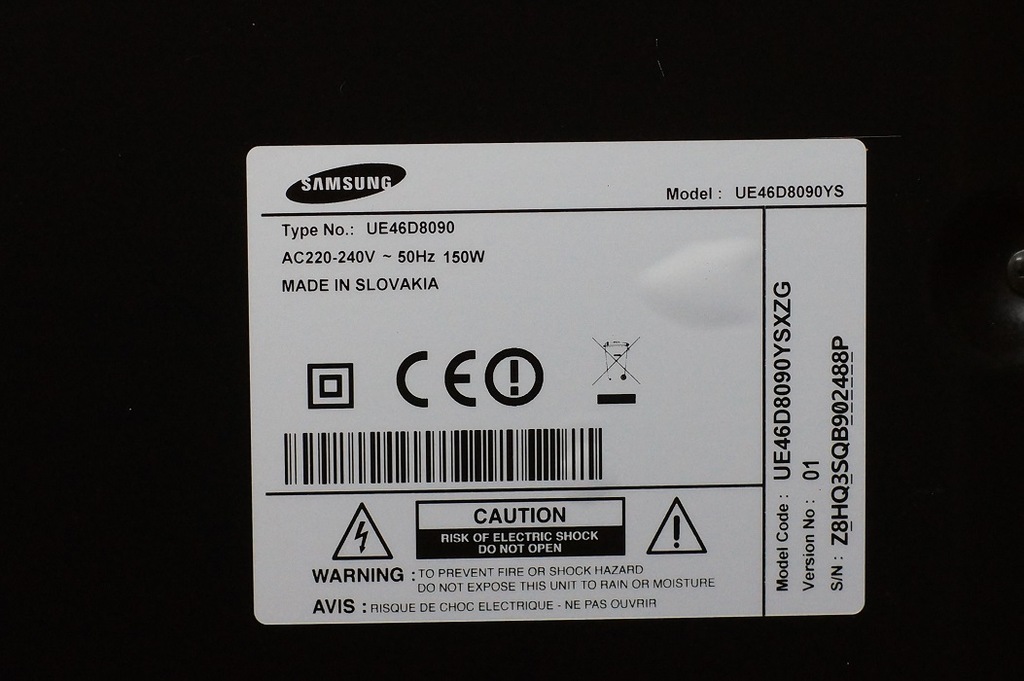 SAMSUNG
Model : UE46D8090YS
Type No.: UE46D8090
AC220-240V ~ 50Hz 150W
MADE IN SLOVAKIA
CE
CAUTION
RISK OF ELECTRIC SHOCK
DO NOT OPEN
WARNING : TO PREVENT FIRE OR SHOCK HAZARD
DO NOT EXPOSE THIS UNIT TO RAIN OR MOISTURE
AVIS : RISQUE DE CHOC ELECTRIQUE - NE PAS OUVRIR
Model Code : UE46D8090YSXZG
Version No : 01
S/N : Z8HQ3SQB902488P